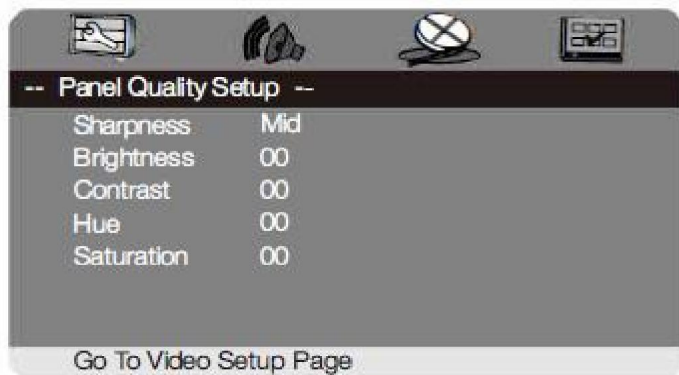 -- Panel Quality Setup --
Sharpness Mid
Brightness 00
Contrast 00
Hue 00
Saturation 00
Go To Video Setup Page